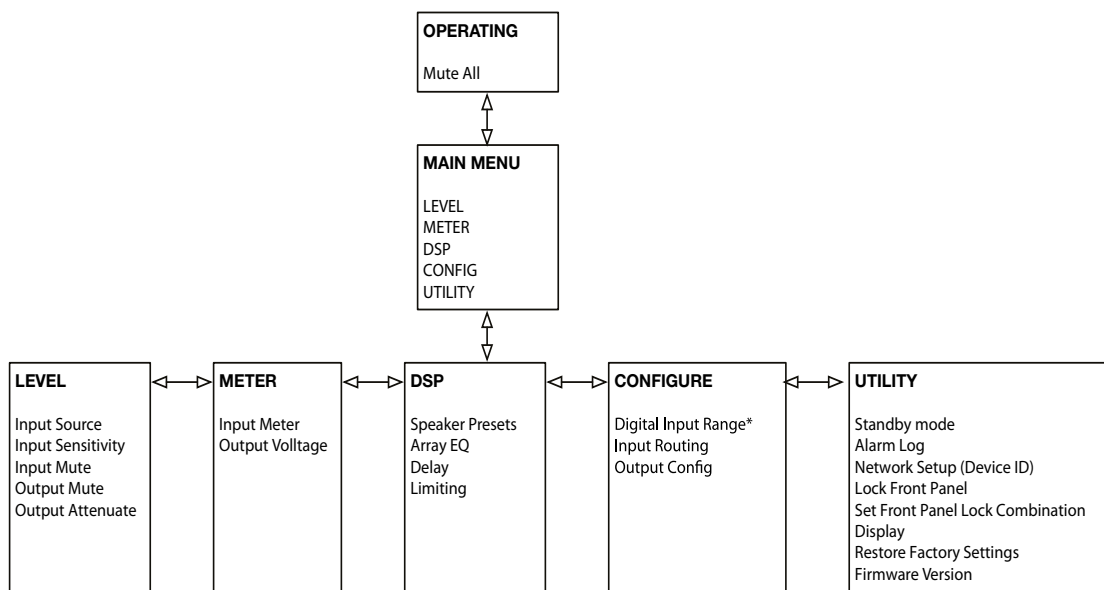 OPERATING
Mute All
MAIN MENU
LEVEL
METER
DSP
CONFIG
UTILITY
LEVEL
Input Source
Input Sensitivity
Input Mute
Output Mute
Output Attenuate
METER
Input Meter
Output Volltage
DSP
Speaker Presets
Array EQ
Delay
Limiting
CONFIGURE
Digital Input Range*
Input Routing
Output Config
UTILITY
Standby mode
Alarm Log
Network Setup (Device ID)
Lock Front Panel
Set Front Panel Lock Combination
Display
Restore Factory Settings
Firmware Version